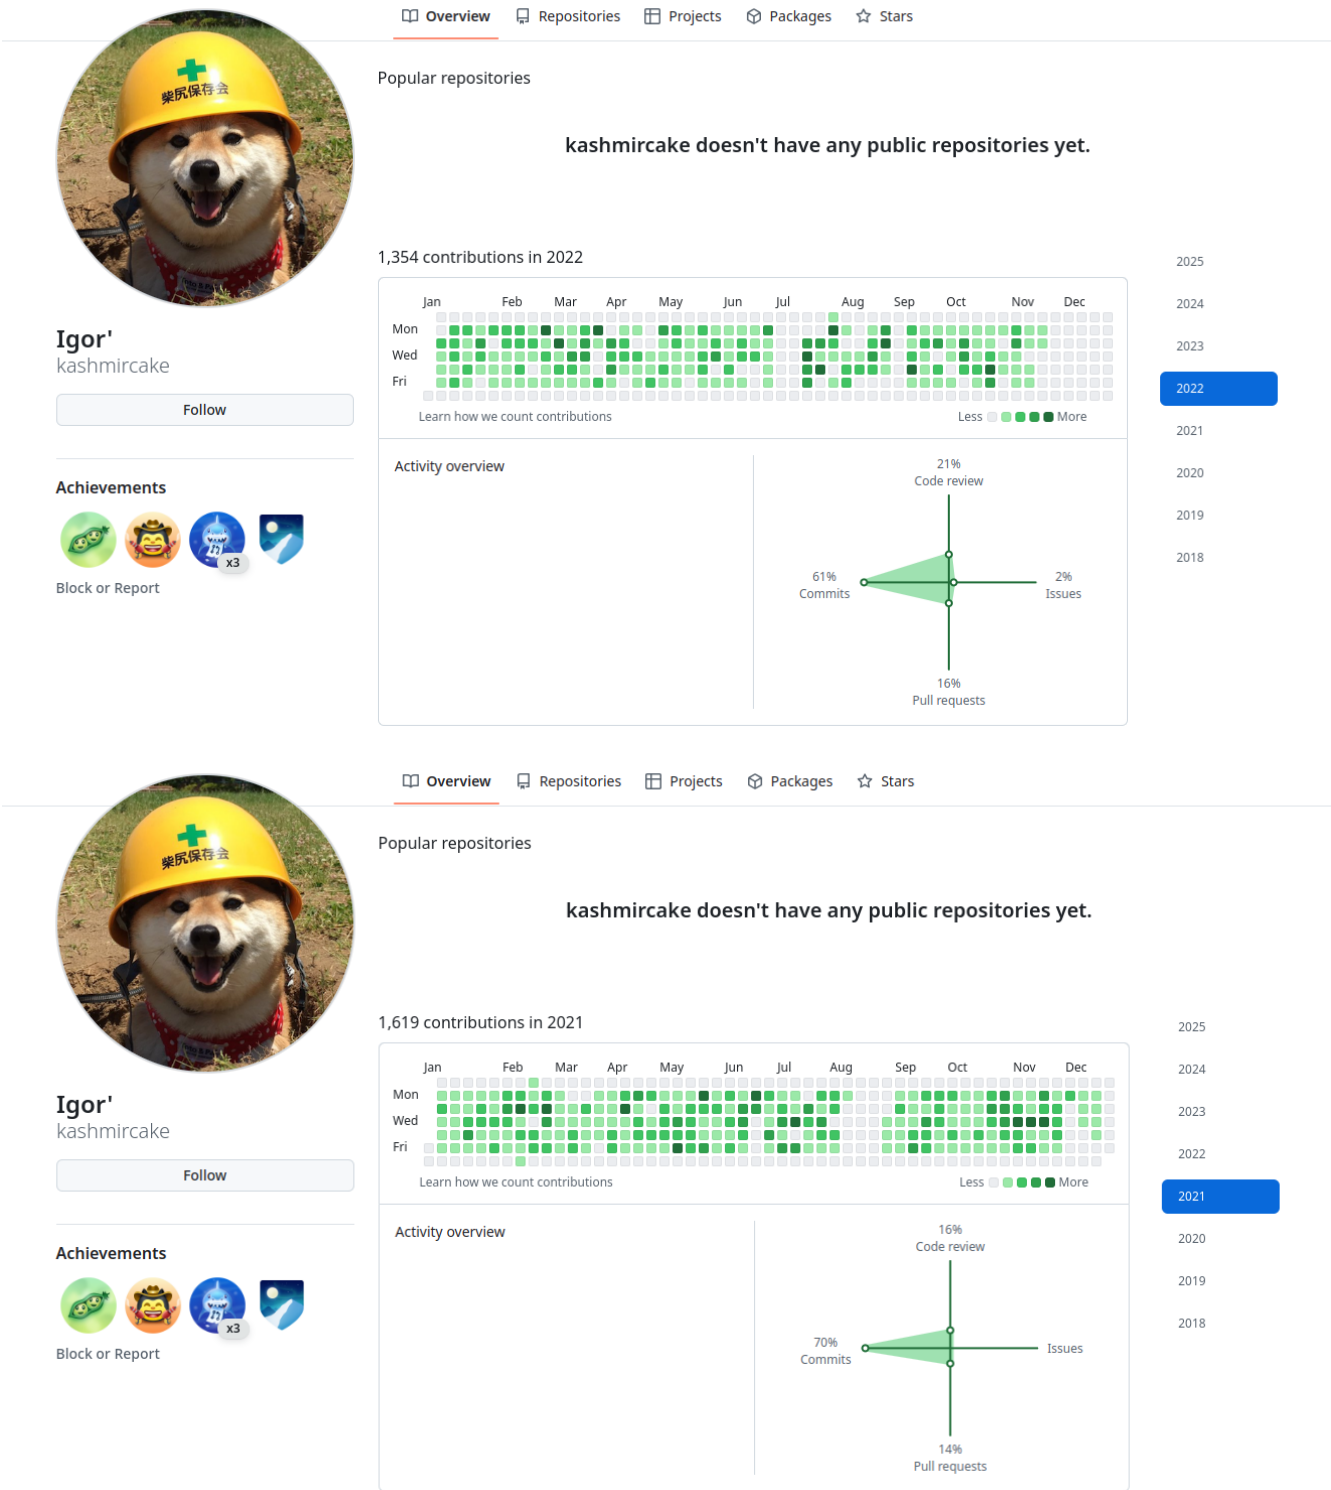 Overview Repositories Projects Packages Stars
柴尻保存会
Popular repositories
kashmircake doesn't have any public repositories yet.
1,354 contributions in 2022
Jan Feb Mar Apr May Jun Jul Aug Sep Oct Nov Dec
Mon
Wed
Fri
Learn how we count contributions
Less More
Activity overview
21%
Code review
61%
Commits
2%
Issues
16%
Pull requests
2025
2024
2023
2022
2021
2020
2019
2018
Igor'
kashmircake
Follow
Achievements
x3
Block or Report
Overview Repositories Projects Packages Stars
柴尻保存会
Popular repositories
kashmircake doesn't have any public repositories yet.
1,619 contributions in 2021
Jan Feb Mar Apr May Jun Jul Aug Sep Oct Nov Dec
Mon
Wed
Fri
Learn how we count contributions
Less More
Activity overview
16%
Code review
70%
Commits
Issues
14%
Pull requests
2025
2024
2023
2022
2021
2020
2019
2018
Igor'
kashmircake
Follow
Achievements
x3
Block or Report